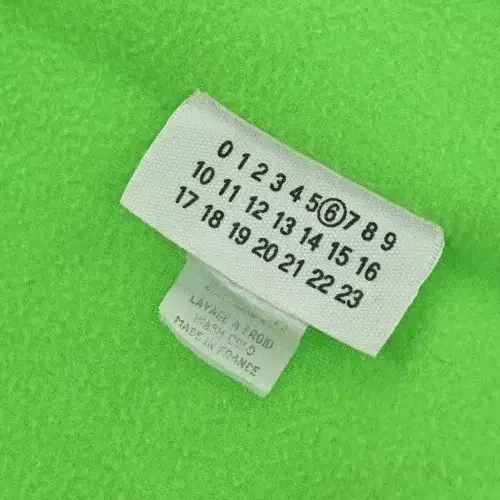 0 1 2 3 4 5 6 7 8 9
10 11 12 13 14 15 16
17 18 19 20 21 22 23
LAVAGE A FROID
WASH COLD
MADE IN FRANCE